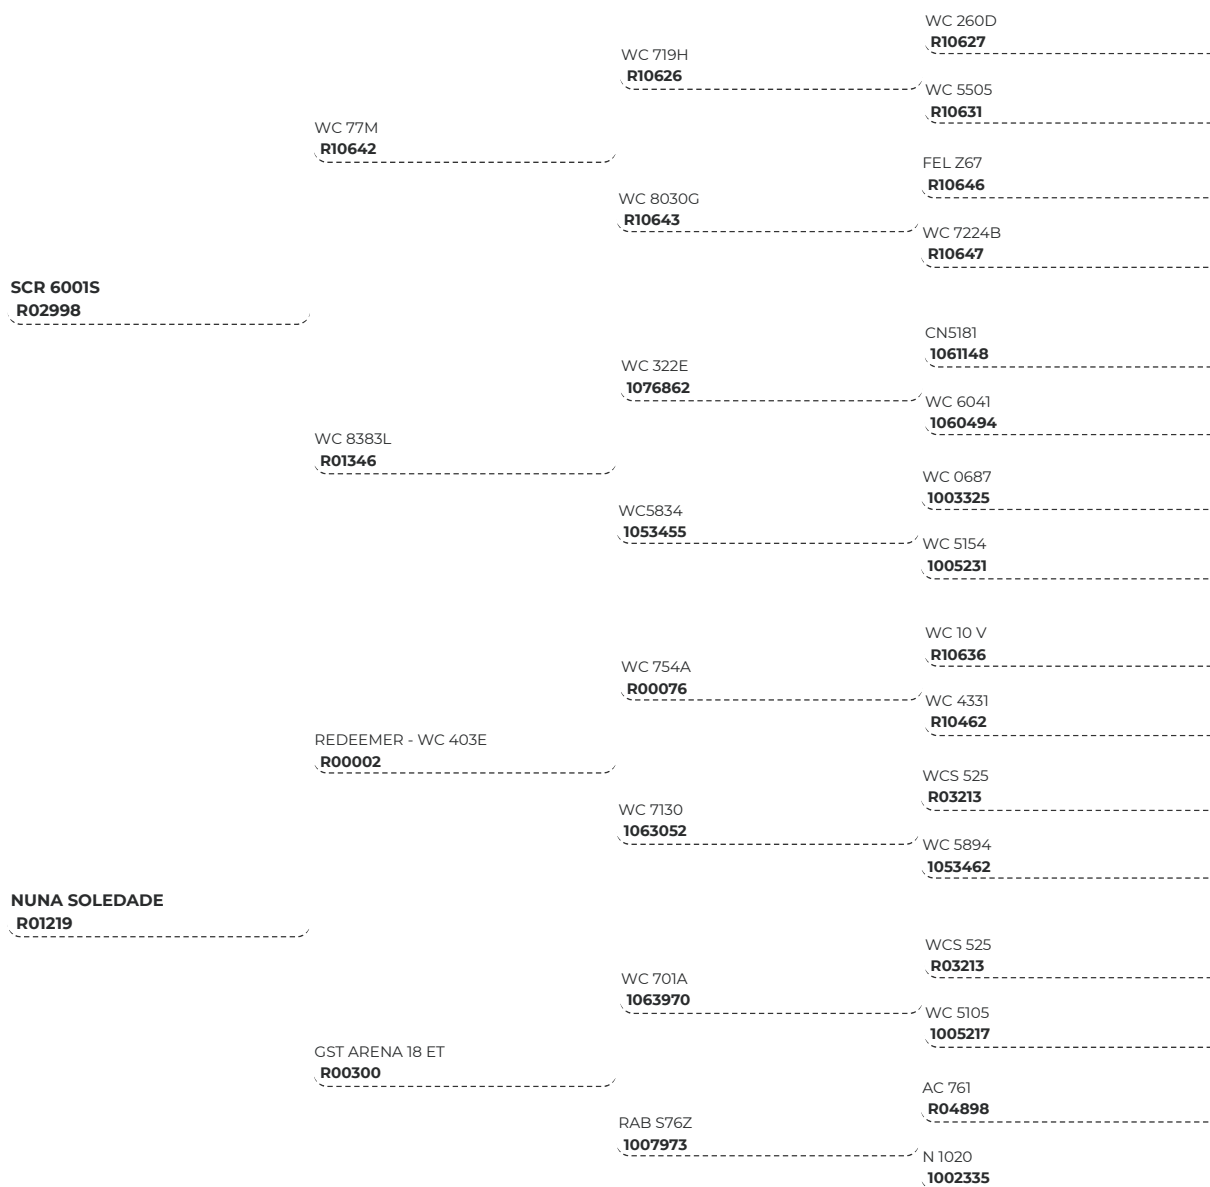 WC 260D
R10627
WC 719H
R10626
WC 5505
R10631
WC 77M
R10642
FEL Z67
R10646
WC 8030G
R10643
WC 7224B
R10647
SCR 6001S
R02998
CN5181
1061148
WC 322E
1076862
WC 6041
1060494
WC 8383L
R01346
WC 0687
1003325
WC5834
1053455
WC 5154
1005231
WC 10 V
R10636
WC 754A
R00076
WC 4331
R10462
REDEEMER - WC 403E
R00002
WCS 525
R03213
WC 7130
1063052
WC 5894
1053462
NUNA SOLEDADE
R01219
WCS 525
R03213
WC 701A
1063970
WC 5105
1005217
GST ARENA 18 ET
R00300
AC 761
R04898
RAB S76Z
1007973
N 1020
1002335